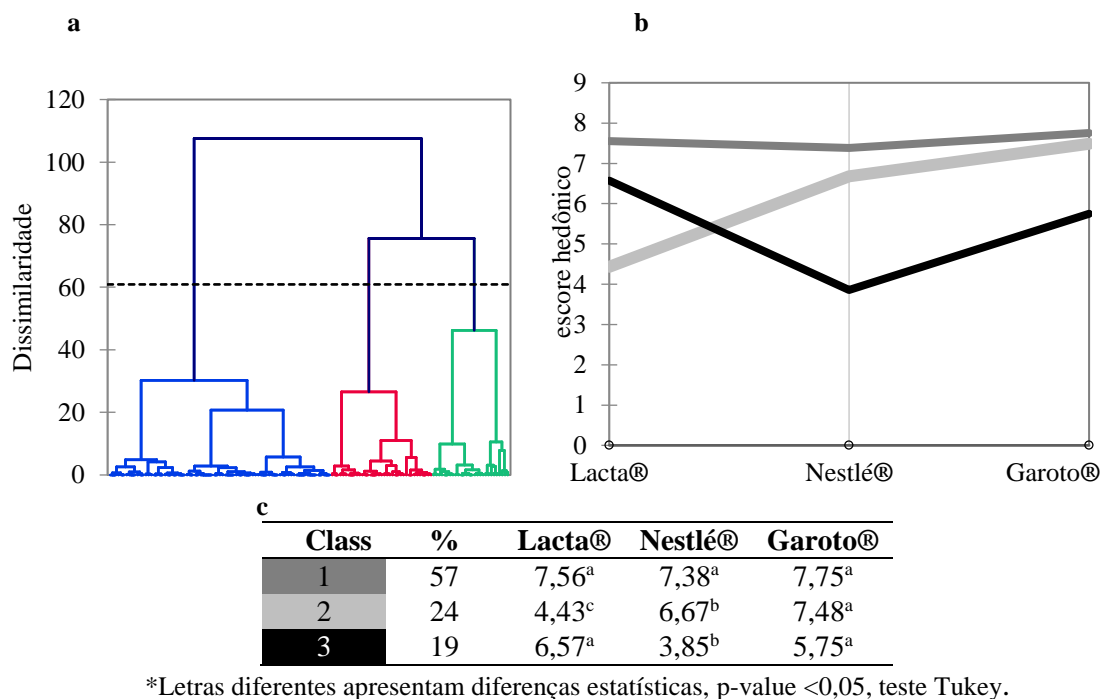 a
b
120
100
80
60
40
20
0
Dissimilaridade
9
8
7
6
5
4
3
2
1
0
escore hedônico
Lacta® Nestlé® Garoto®
c
Class % Lacta® Nestlé® Garoto®
1 57 7,56ᵃ 7,38ᵃ 7,75ᵃ
2 24 4,43ᶜ 6,67ᵇ 7,48ᵃ
3 19 6,57ᵃ 3,85ᵇ 5,75ᵃ
*Letras diferentes apresentam diferenças estatísticas, p-value <0,05, teste Tukey.